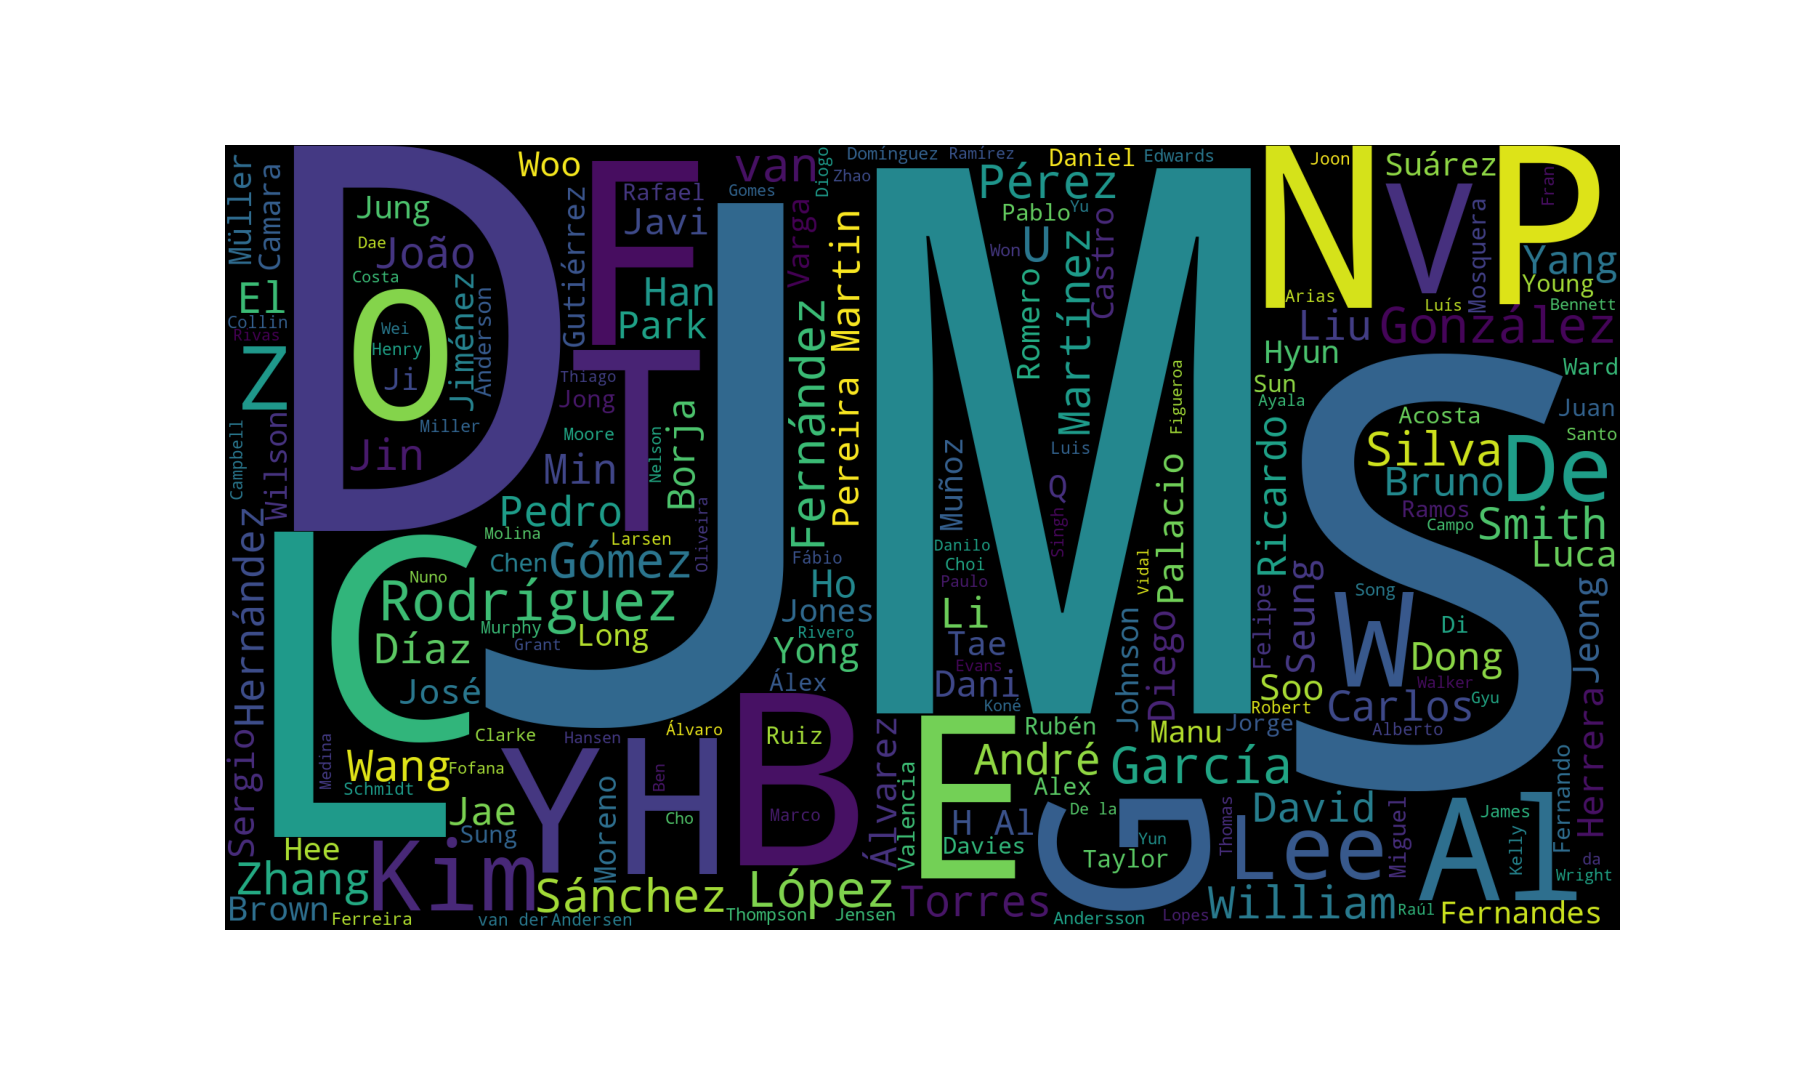 Müller
Camara
D
Woo
F
Rafael
Javi
van
Gomes
Diogo
Zhao
Domínguez
Ramírez
Daniel
Edwards
N
Joon
Suárez
Fran
P
V
Mosquera
Yang
Young
Bennett
Luís
Arias
Jung
Dae
João
Costa
O
Wei
Henry
Ji
Jiménez
Anderson
Gutiérrez
Han
Park
Varga
J
M
Pérez
Pablo
Yu
U
Won
Castro
Romero
Martínez
Pereira
Martin
Fernández
El
Collin
Rivas
Z
Liu
González
Hyun
Sun
Ayala
Ward
Juan
Santo
S
Acosta
Silva
De
Bruno
Ramos
Campo
Smith
Luca
Thiago
T
Jong
Moore
Miller
Jin
Min
Nelson
Borja
Campbell
Wilson
Pedro
Molina
Larsen
Oliveira
Figueroa
Luis
Q
Singh
Muñoz
Palacio
Ricardo
Danilo
Choi
Paulo
Vidal
Hernández
L
C
Nuno
Chen
Gómez
Fábio
Ho
Rodríguez
Jones
Murphy
Grant
Long
Rivero
Yong
Díaz
José
Álex
Li
Tae
Evans
Dani
Koné
Johnson
Diego
Felipe
Seung
W
Song
Di
Dong
Walker
Gyu
Jeong
Soo
Robert
Carlos
Jorge
Alberto
Sergio
Medina
Clarke
Hansen
Álvaro
B
Ruiz
Álvarez
E
Rubén
Manu
André
García
Alex
Wang
Fofana
Schmidt
Y
H
Ben
Moreno
Marco
Cho
Jae
Sung
Valencia
H
Al
Davies
De la
G
Yun
Taylor
Thomas
David
Lee
Miguel
Al
James
Kelly
Fernando
Herrera
da
Wright
Hee
Zhang
Kim
Brown
Ferreira
van der
Andersen
Sánchez
López
Thompson
Jensen
Torres
Andersson
Lopes
William
Raúl
Fernandes